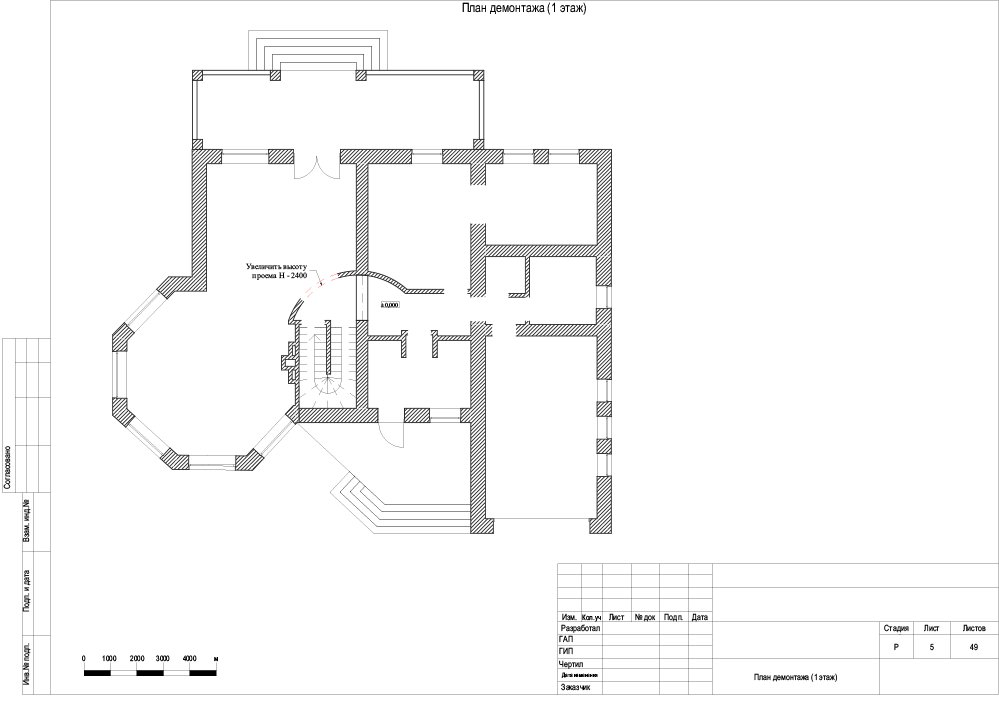 План демонтажа (1 этаж)
Увеличить высоту
проема H - 2400
±0,000
Согласовано
Взам. инд.№
Подп. и дата
Инв.№ подл.
0 1000 2000 3000 4000 м
Изм. Кол.уч Лист № док Подп. Дата
Разработал
ГАП
ГИП
Чертил
Дата изменения
Заказчик
Стадия Лист Листов
Р 5 49
План демонтажа (1 этаж)